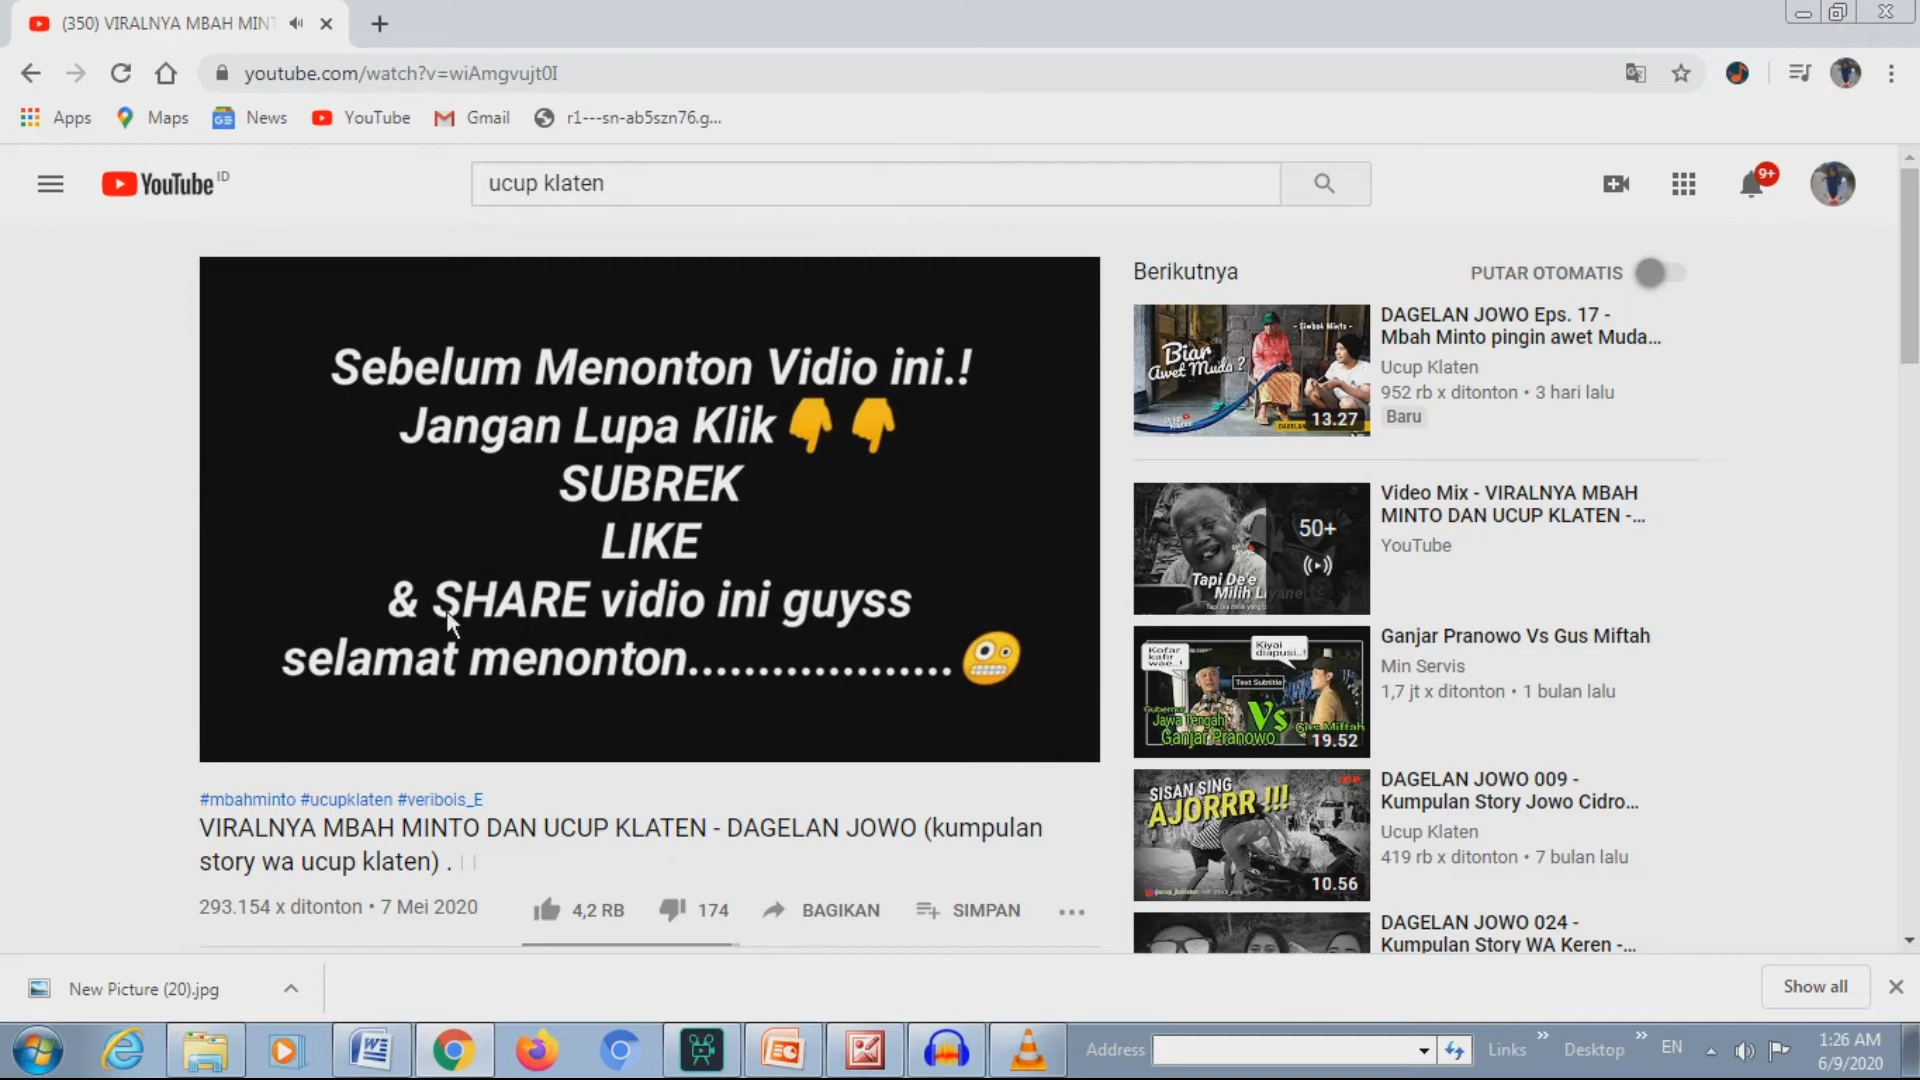 (350) VIRALNYA MBAH MINT
youtube.com/watch?v=wiAmgvujt0I
Apps
Maps
News
YouTube
Gmail
r1---sn-ab5szn76.g...
YouTube ID
ucup klaten
9+
Sebelum Menonton Vidio ini.!
Jangan Lupa Klik👇👇
SUBREK
LIKE
& SHARE vidio ini guyss
selamat menonton...................🤪
#mbahminto #ucupklaten #veribois_E
VIRALNYA MBAH MINTO DAN UCUP KLATEN - DAGELAN JOWO (kumpulan
story wa ucup klaten) .
293.154 x ditonton • 7 Mei 2020
4,2 RB
174
BAGIKAN
SIMPAN
Berikutnya
PUTAR OTOMATIS
- Simbok Minto -
Biar
Awet Muda ?
13.27
DAGELAN JOWO Eps. 17 -
Mbah Minto pingin awet Muda...
Ucup Klaten
952 rb x ditonton • 3 hari lalu
Baru
Tapi De'e
Milih Liyane
50+
Video Mix - VIRALNYA MBAH
MINTO DAN UCUP KLATEN -...
YouTube
Kofar
kafir
wae..!
Kiyai
diapusi..!
Text Subtitle
Gubernur
Jawa Tengah
Ganjar Pranowo
Vs
Gus Miftah
19.52
Ganjar Pranowo Vs Gus Miftah
Min Servis
1,7 jt x ditonton • 1 bulan lalu
SISAN SING
AJORRR !!!
10.56
DAGELAN JOWO 009 -
Kumpulan Story Jowo Cidro...
Ucup Klaten
419 rb x ditonton • 7 bulan lalu
DAGELAN JOWO 024 -
Kumpulan Story WA Keren -...
New Picture (20).jpg
Show all
Address
Links
Desktop
EN
1:26 AM
6/9/2020